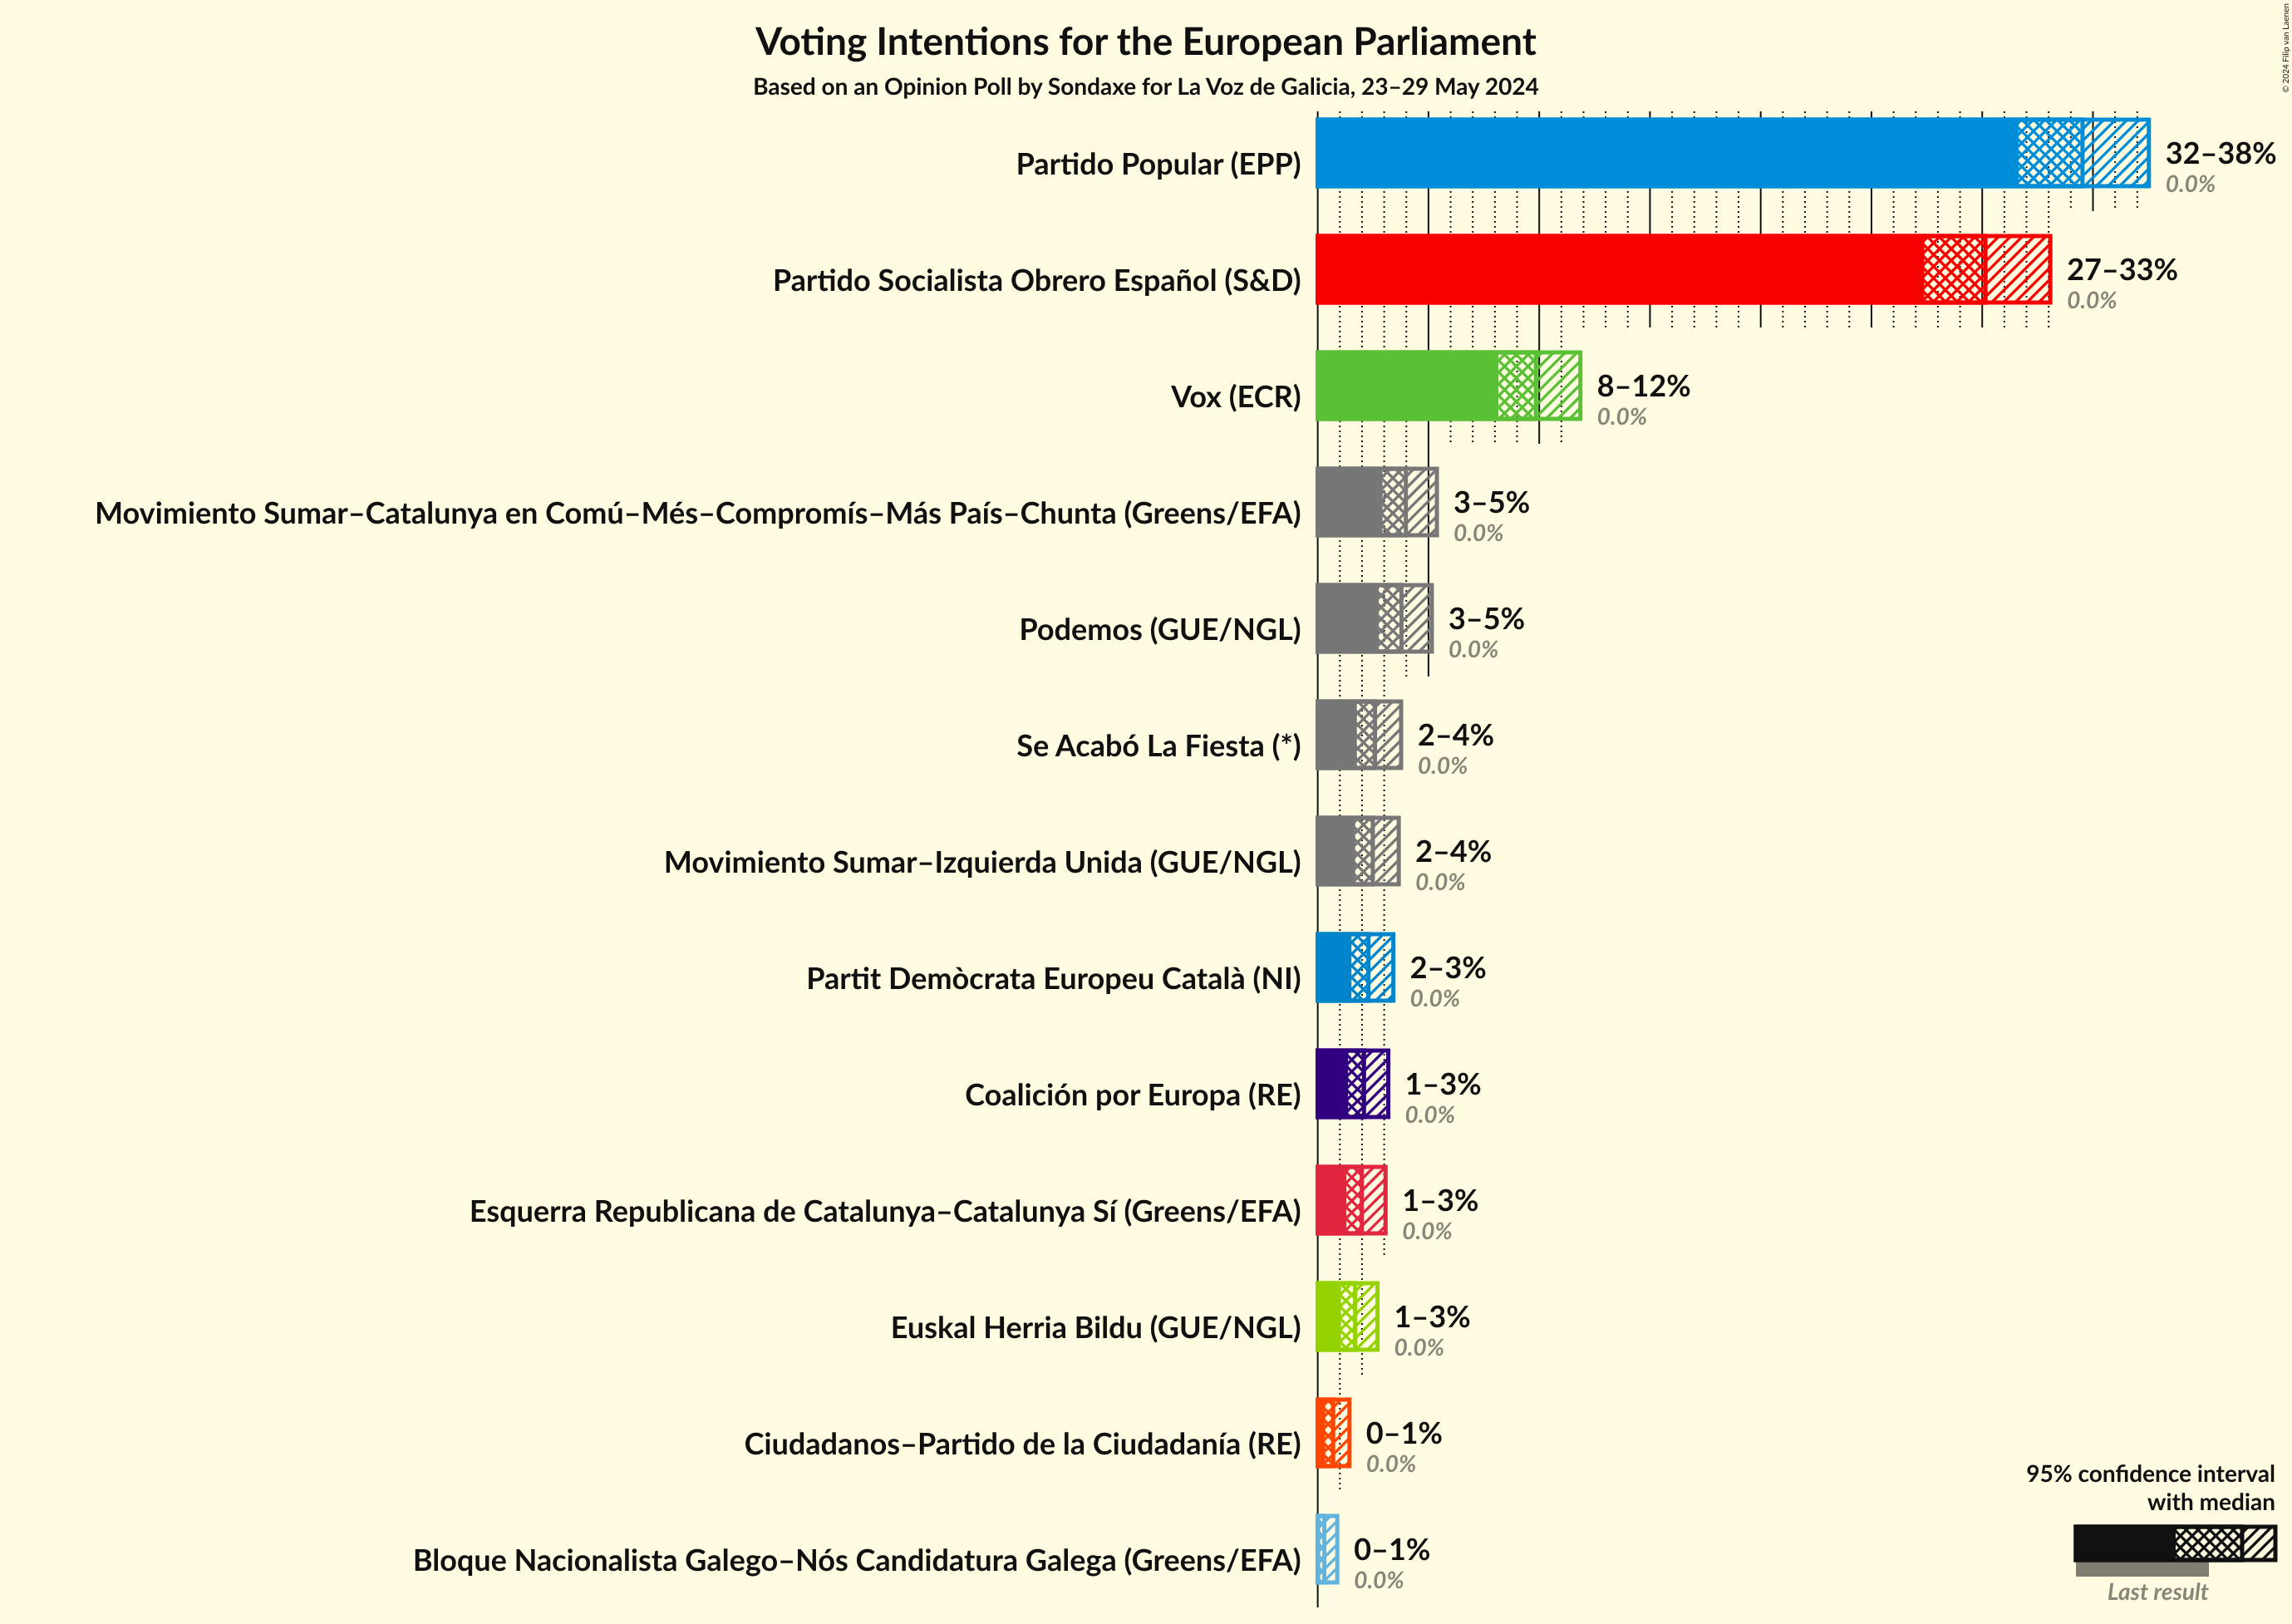 Voting Intentions for the European Parliament
Based on an Opinion Poll by Sondaxe for La Voz de Galicia, 23–29 May 2024
© 2024 Filip van Laenen
Partido Popular (EPP)
32–38%
0.0%
Partido Socialista Obrero Español (S&D)
27–33%
0.0%
Vox (ECR)
8–12%
0.0%
Movimiento Sumar–Catalunya en Comú–Més–Compromís–Más País–Chunta (Greens/EFA)
3–5%
0.0%
Podemos (GUE/NGL)
3–5%
0.0%
Se Acabó La Fiesta (*)
2–4%
0.0%
Movimiento Sumar–Izquierda Unida (GUE/NGL)
2–4%
0.0%
Partit Demòcrata Europeu Català (NI)
2–3%
0.0%
Coalición por Europa (RE)
1–3%
0.0%
Esquerra Republicana de Catalunya–Catalunya Sí (Greens/EFA)
1–3%
0.0%
Euskal Herria Bildu (GUE/NGL)
1–3%
0.0%
Ciudadanos–Partido de la Ciudadanía (RE)
0–1%
0.0%
Bloque Nacionalista Galego–Nós Candidatura Galega (Greens/EFA)
0–1%
0.0%
95% confidence interval
with median
Last result